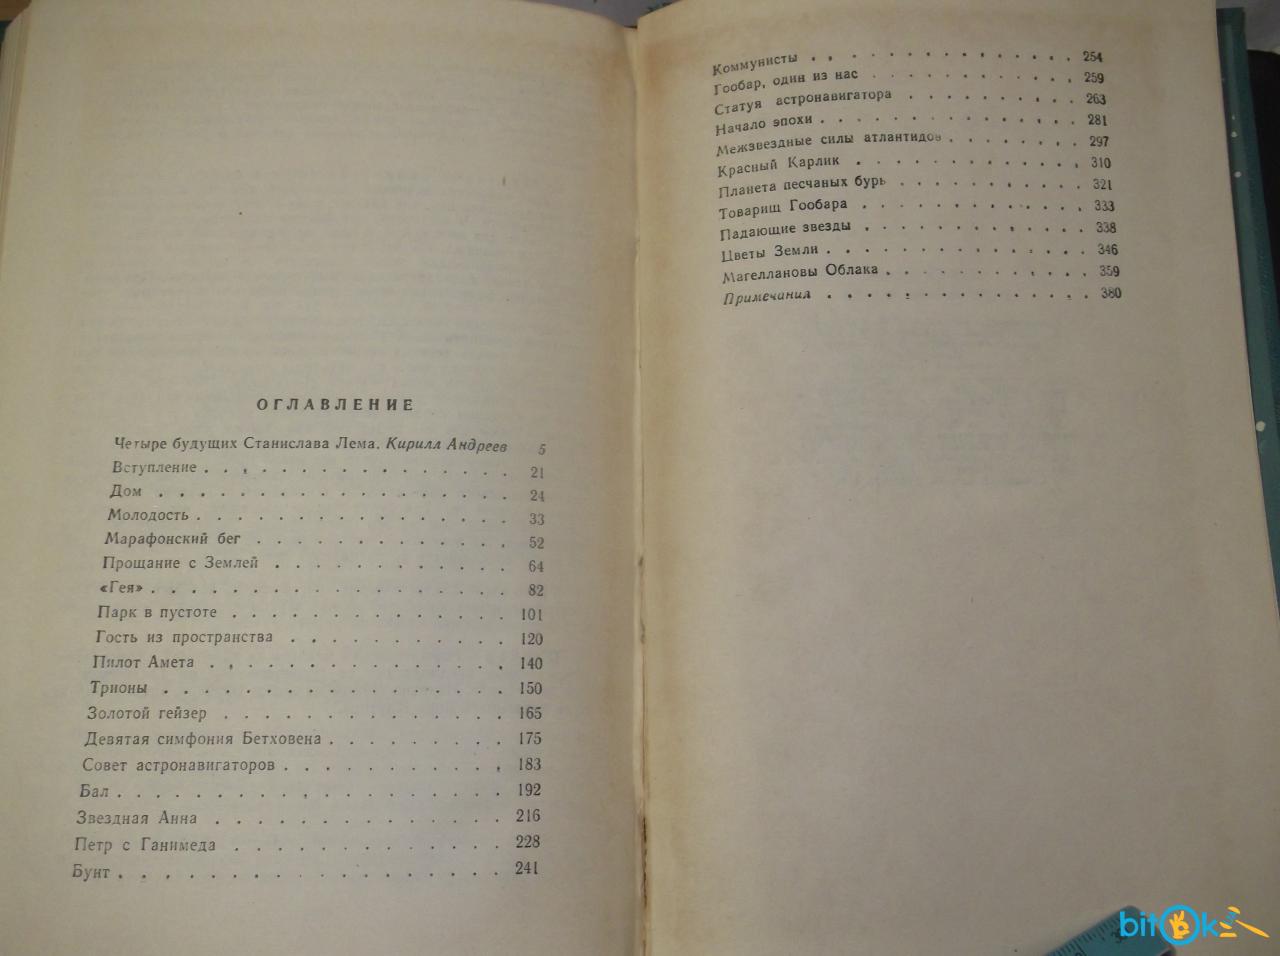 ОГЛАВЛЕНИЕ
Четыре будущих Станислава Лема. Кирилл Андреев 5
Вступление . . . . . . . . . . . . . . . 21
Дом . . . . . . . . . . . . . . . . . 24
Молодость . . . . . . . . . . . . . . . 33
Марафонский бег . . . . . . . . . . . . 52
Прощание с Землей . . . . . . . . . . . 64
«Гея» . . . . . . . . . . . . . . . . . 82
Парк в пустоте . . . . . . . . . . . . . 101
Гость из пространства . . . . . . . . . . 120
Пилот Амета . . . . . . . . . . . . . . 140
Трионы . . . . . . . . . . . . . . . . 150
Золотой гейзер . . . . . . . . . . . . . 165
Девятая симфония Бетховена . . . . . . . . 175
Совет астронавигаторов . . . . . . . . . . 183
Бал . . . . . . . . . . . . . . . . . . 192
Звездная Анна . . . . . . . . . . . . . 216
Петр с Ганимеда . . . . . . . . . . . . 228
Бунт . . . . . . . . . . . . . . . . . 241
Коммунисты . . . . . . . . . . . . . . 254
Гообар, один из нас . . . . . . . . . . . 259
Статуя астронавигатора . . . . . . . . . 263
Начало эпохи . . . . . . . . . . . . . . 281
Межзвездные силы атлантидов . . . . . . . 297
Красный Карлик . . . . . . . . . . . . 310
Планета песчаных бурь . . . . . . . . . . 321
Товарищ Гообара . . . . . . . . . . . . 333
Падающие звезды . . . . . . . . . . . . 338
Цветы Земли . . . . . . . . . . . . . . 346
Магеллановы Облака . . . . . . . . . . . 359
Примечания . . . . . . . . . . . . . . 380
bitOk